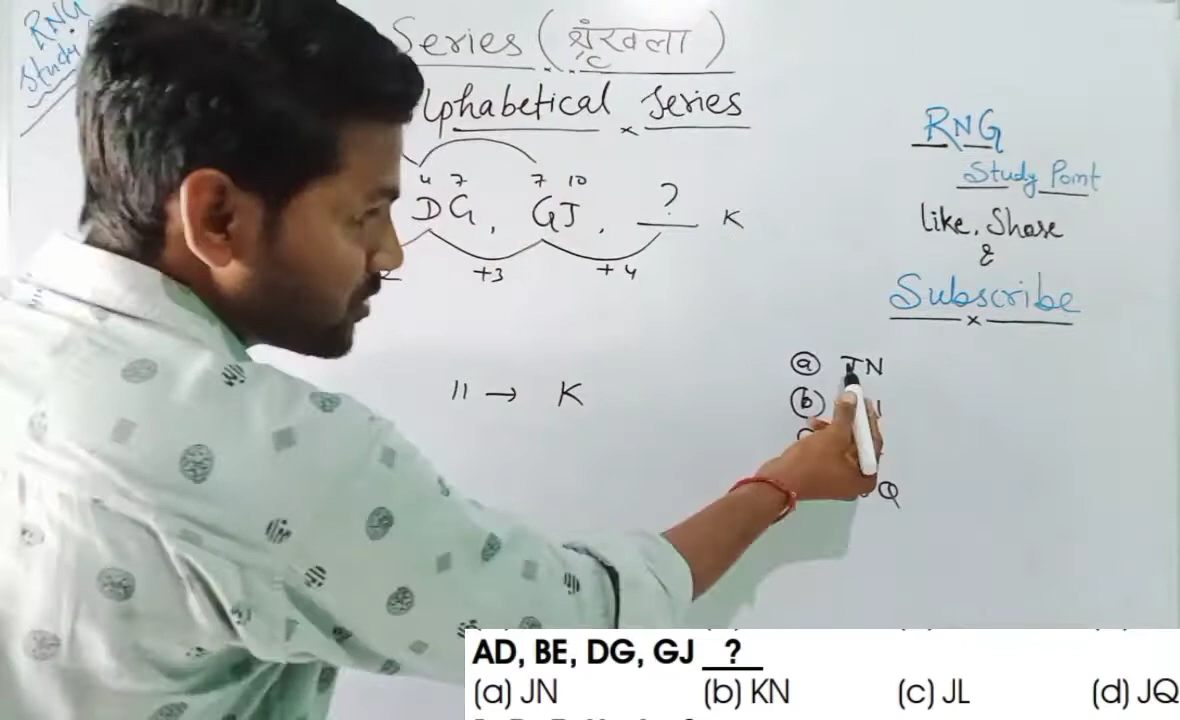 RNG
Study
Series (श्रृंखला)
lphabetical Series
4 7 7 10
DG, GJ, ? K
+3 +4
11 → K
RNG
Study Point
Like, Share
&
Subscribe
(a) JN
(b)
Q
AD, BE, DG, GJ ?
(a) JN (b) KN (c) JL (d) JQ